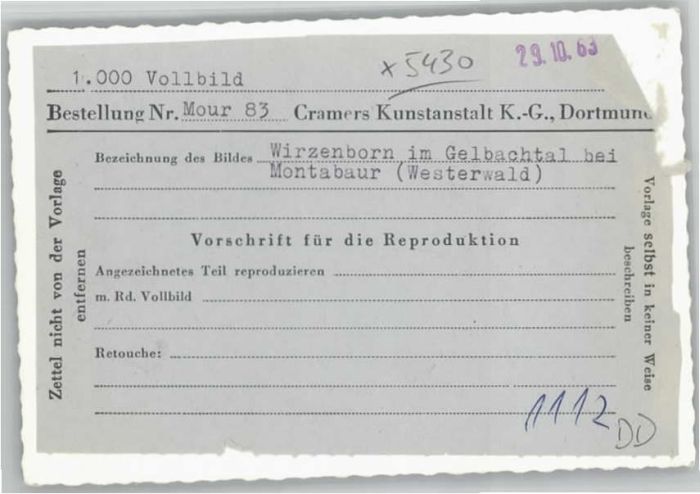 1.000 Vollbild
x 5430
29.10.63
Bestellung Nr. Mour 83 Cramers Kunstanstalt K.-G., Dortmund
Bezeichnung des Bildes Wirzenborn im Gelbachtal bei
Montabaur (Westerwald)
Vorschrift für die Reproduktion
Angezeichnetes Teil reproduzieren
m. Rd. Vollbild
Retouche:
Zettel nicht von der Vorlage
entfernen
Vorlage selbst in keiner Weise
beschreiben
1112
DD